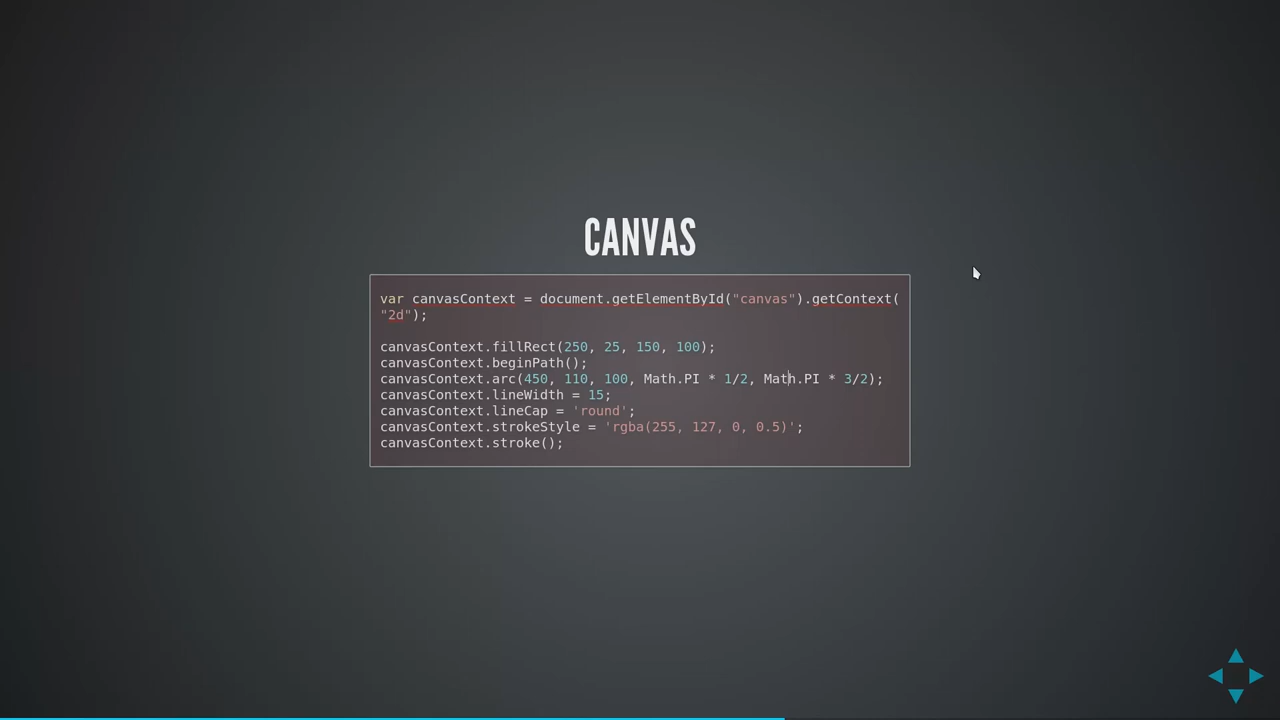 CANVAS
var canvasContext = document.getElementById("canvas").getContext(
"2d");
canvasContext.fillRect(250, 25, 150, 100);
canvasContext.beginPath();
canvasContext.arc(450, 110, 100, Math.PI * 1/2, Math.PI * 3/2);
canvasContext.lineWidth = 15;
canvasContext.lineCap = 'round';
canvasContext.strokeStyle = 'rgba(255, 127, 0, 0.5)';
canvasContext.stroke();